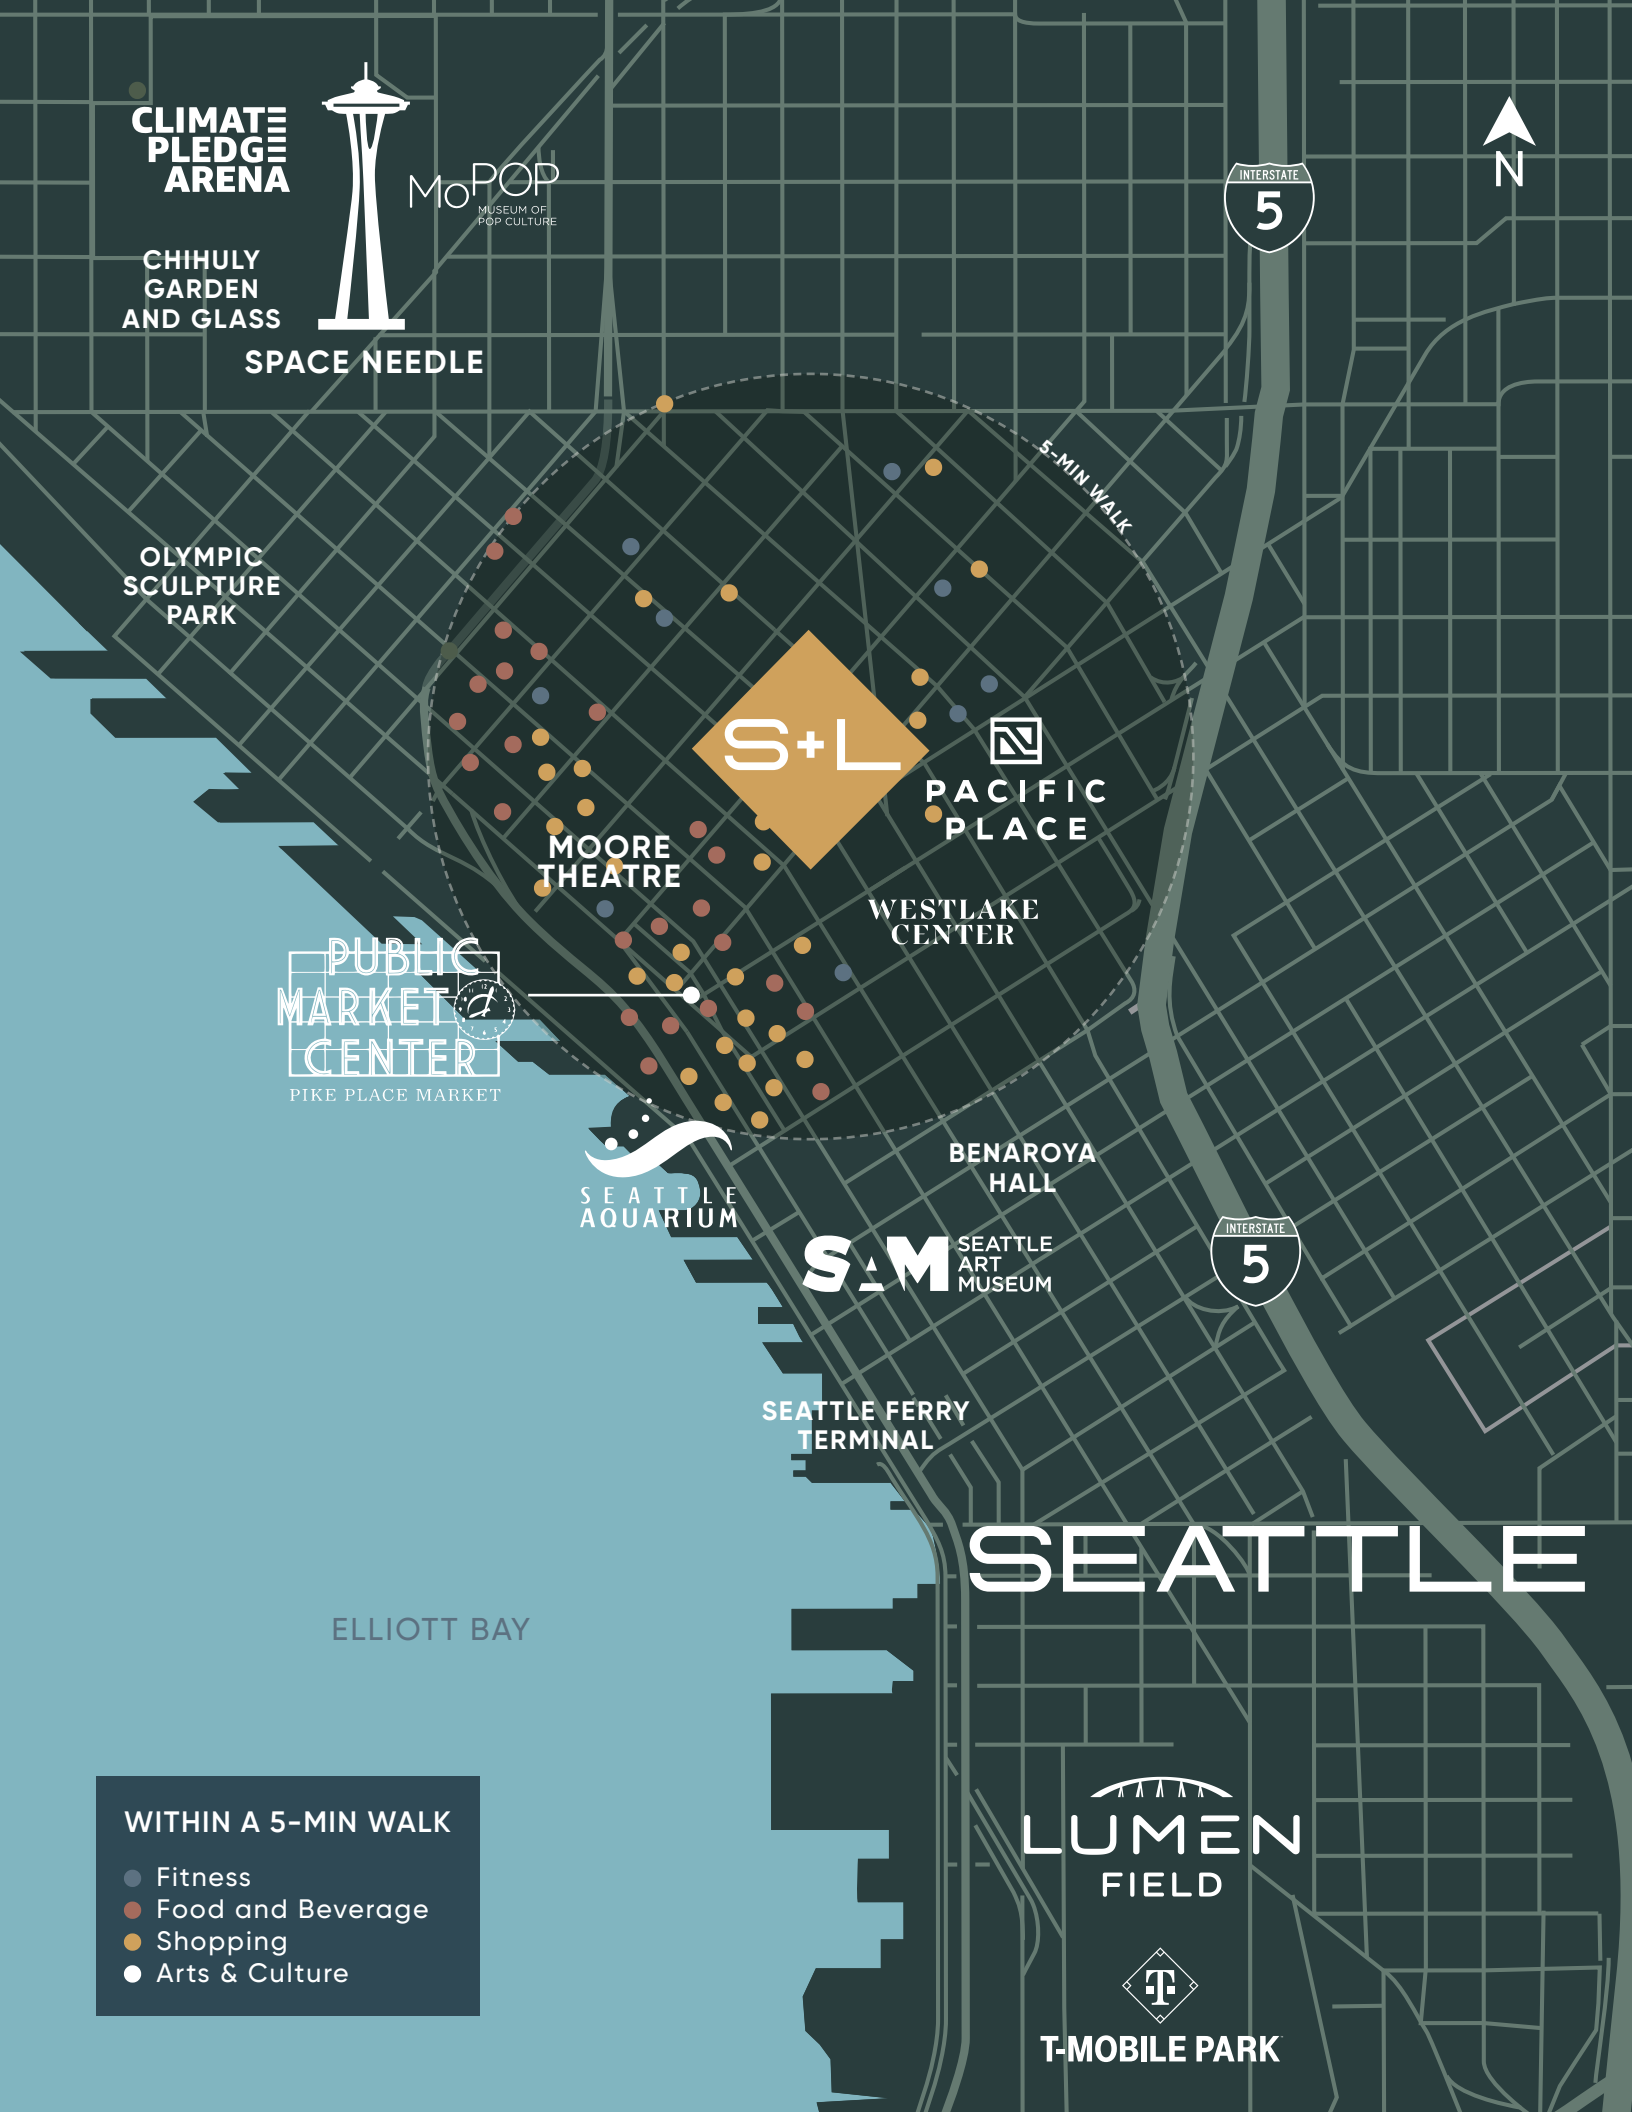 CLIMATE
PLEDGE
ARENA
MoPOP
MUSEUM OF
POP CULTURE
N
INTERSTATE
5
CHIHULY
GARDEN
AND GLASS
SPACE NEEDLE
5-MIN WALK
OLYMPIC
SCULPTURE
PARK
S+L
PACIFIC
PLACE
MOORE
THEATRE
WESTLAKE
CENTER
PUBLIC
MARKET
CENTER
PIKE PLACE MARKET
SEATTLE
AQUARIUM
BENAROYA
HALL
SAM
SEATTLE
ART
MUSEUM
INTERSTATE
5
SEATTLE FERRY
TERMINAL
SEATTLE
ELLIOTT BAY
LUMEN
FIELD
T
T-MOBILE PARK
WITHIN A 5-MIN WALK
Fitness
Food and Beverage
Shopping
Arts & Culture